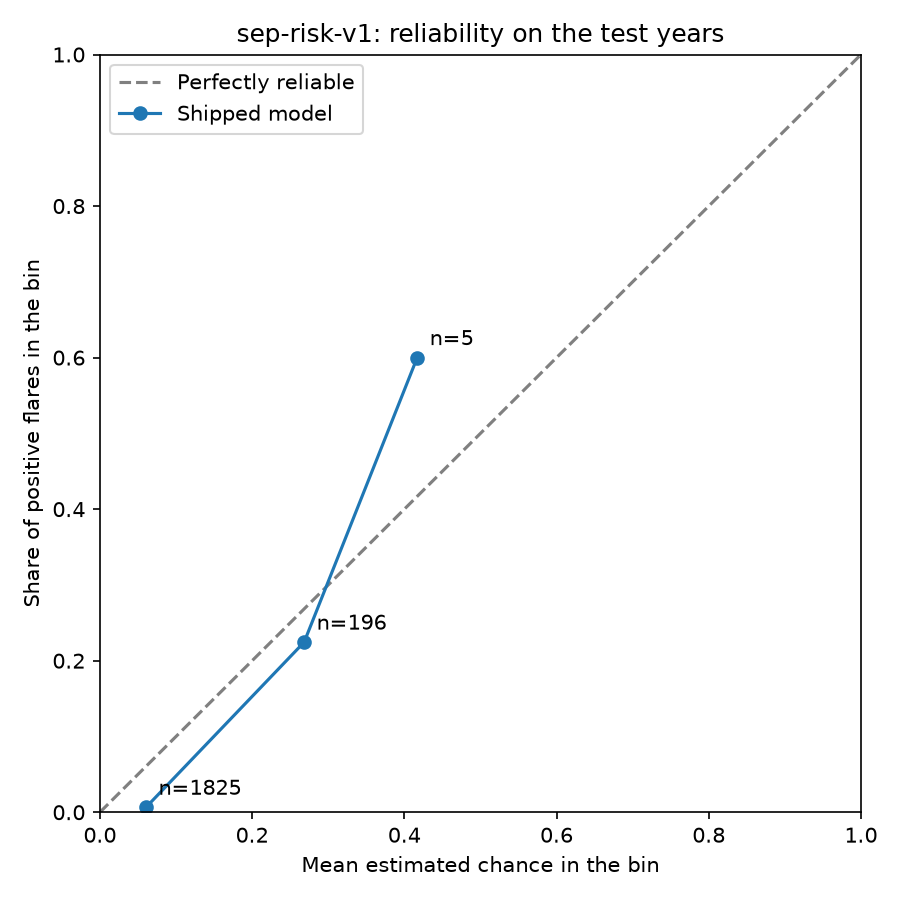 sep-risk-v1: reliability on the test years
Perfectly reliable
Shipped model
Share of positive flares in the bin
1.0
0.8
0.6
0.4
0.2
0.0
n=5
n=196
n=1825
0.0 0.2 0.4 0.6 0.8 1.0
Mean estimated chance in the bin